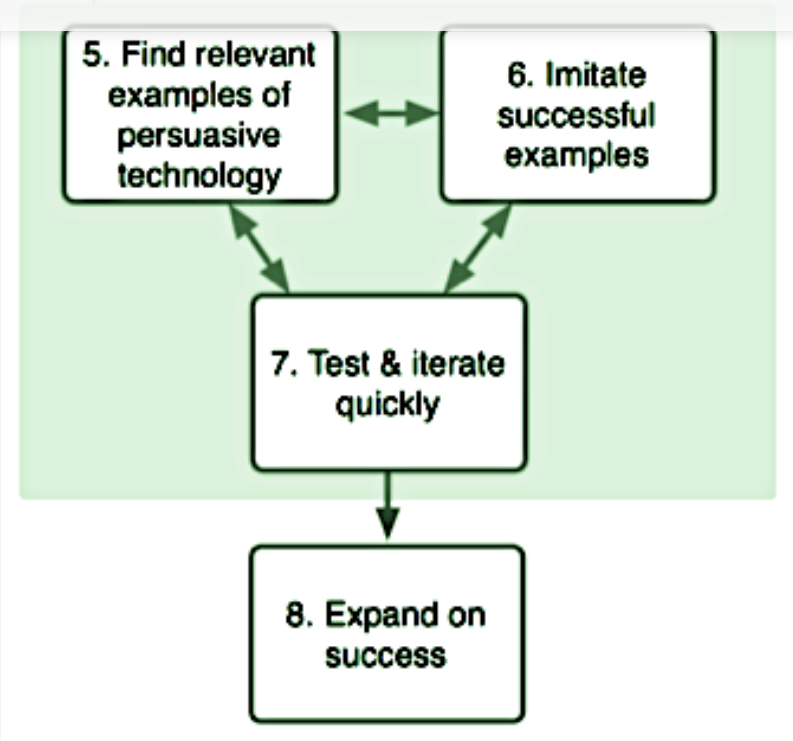 5. Find relevant
examples of
persuasive
technology
6. Imitate
successful
examples
7. Test & iterate
quickly
8. Expand on
success